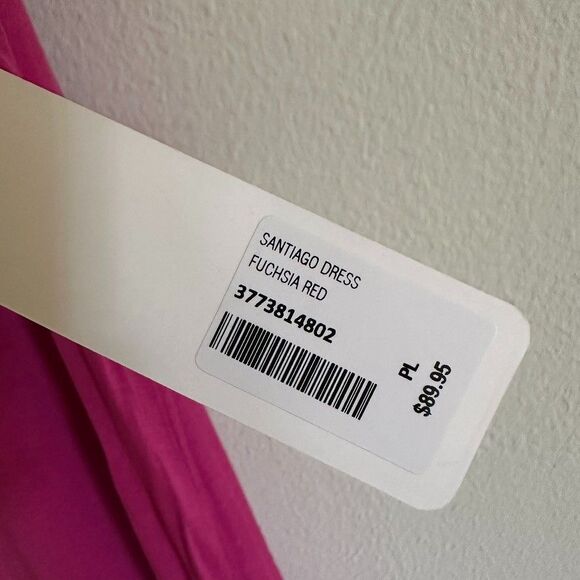 SANTIAGO DRESS
FUCHSIA RED
3773814802
PL
$89.95